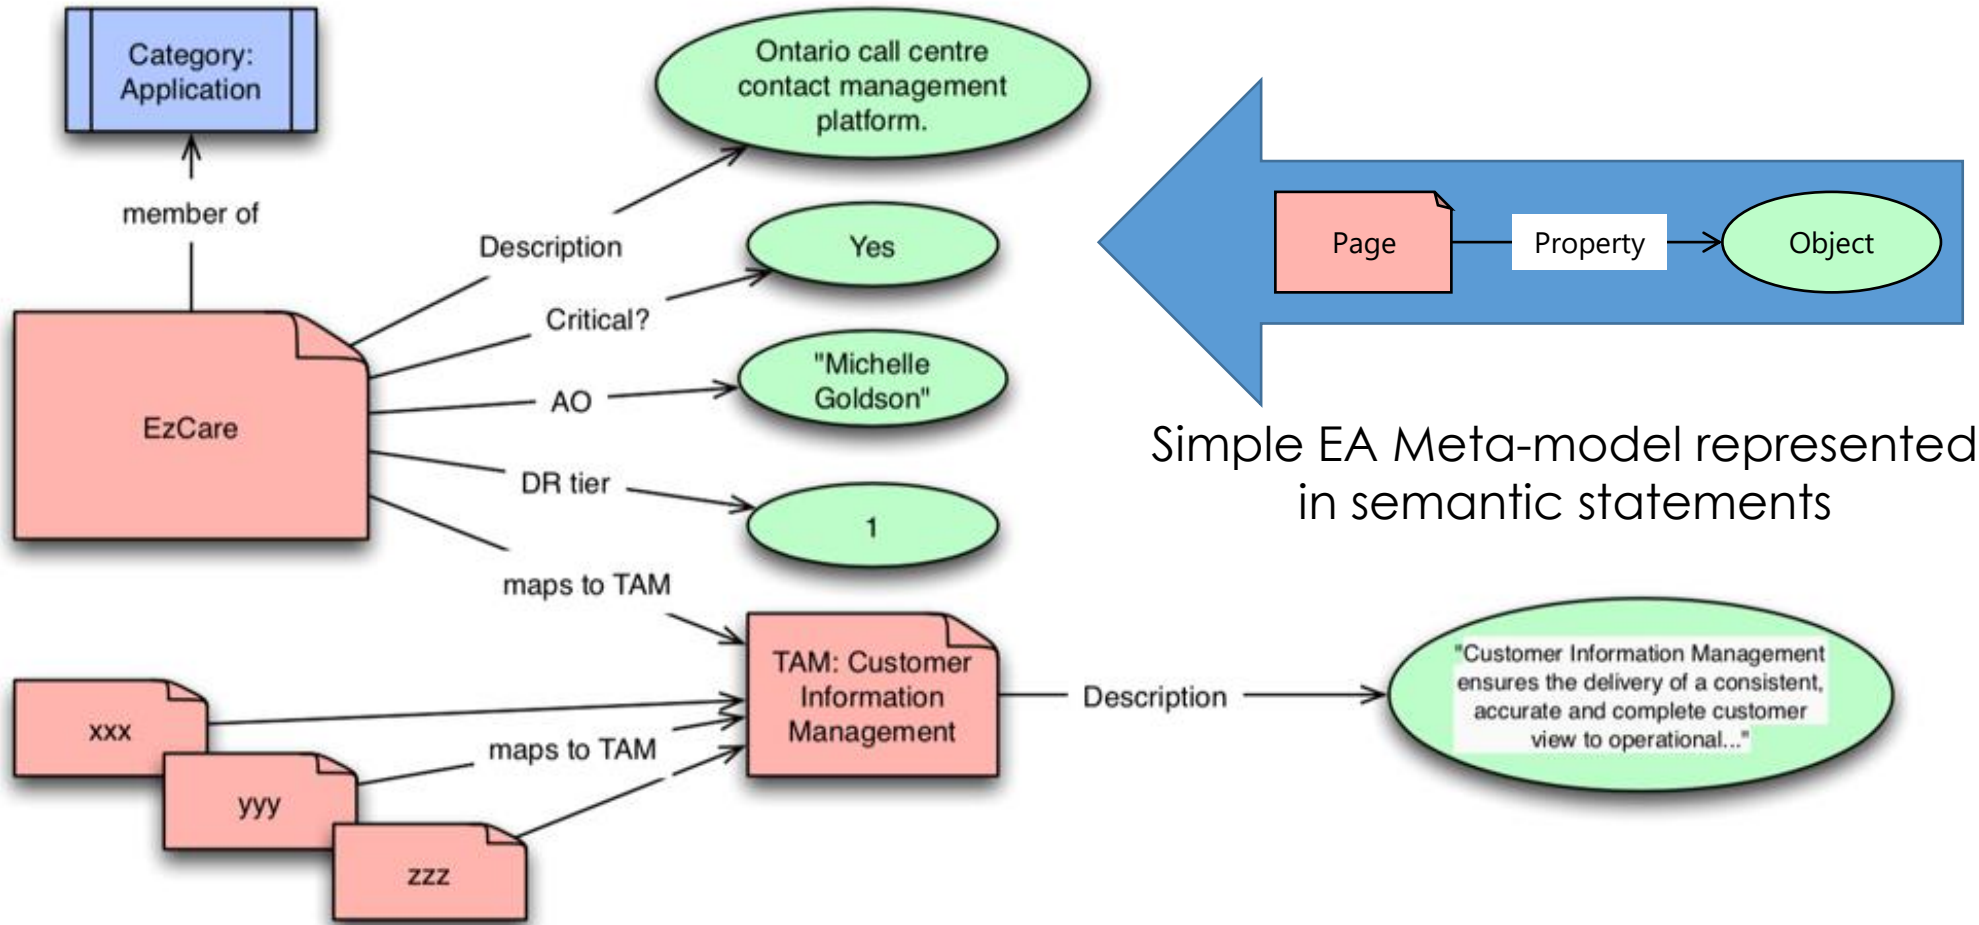 Category:
Application
member of
EzCare
Description
Ontario call centre
contact management
platform.
Critical?
Yes
AO
"Michelle
Goldson"
DR tier
1
maps to TAM
TAM: Customer
Information
Management
xxx
yyy
zzz
maps to TAM
Description
"Customer Information Management
ensures the delivery of a consistent,
accurate and complete customer
view to operational..."
Page
Property
Object
Simple EA Meta-model represented
in semantic statements